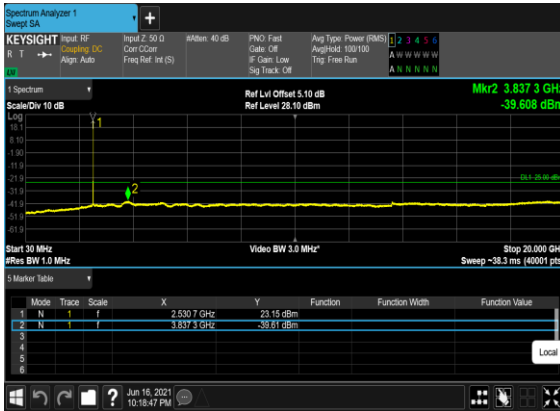 Spectrum Analyzer 1
Swept SA
+
KEYSIGHT Input: RF Input Z: 50 Ω #Atten: 40 dB PNO: Fast Avg Type: Power (RMS) 1 2 3 4 5 6
R T Coupling: DC Corr CCorr Gate: Off Avg|Hold: 100/100 A W W W W W
Align: Auto Freq Ref: Int (S) IF Gain: Low Trig: Free Run
Sig Track: Off A N N N N N
1 Spectrum
Scale/Div 10 dB
Ref Lvl Offset 5.10 dB
Ref Level 28.10 dBm
Mkr2 3.837 3 GHz
-39.608 dBm
Log
18.1
8.10
-1.90
-11.9
-21.9
-31.9
-41.9
-51.9
-61.9
1
2
DL1 -25.00 dBm
Start 30 MHz Video BW 3.0 MHz* Stop 20.000 GHz
#Res BW 1.0 MHz Sweep ~38.3 ms (40001 pts)
5 Marker Table
Mode Trace Scale X Y Function Function Width Function Value
1 N 1 f 2.530 7 GHz 23.15 dBm
2 N 1 f 3.837 3 GHz -39.61 dBm
3
4
5
6
Local
?
Jun 16, 2021
10:18:47 PM